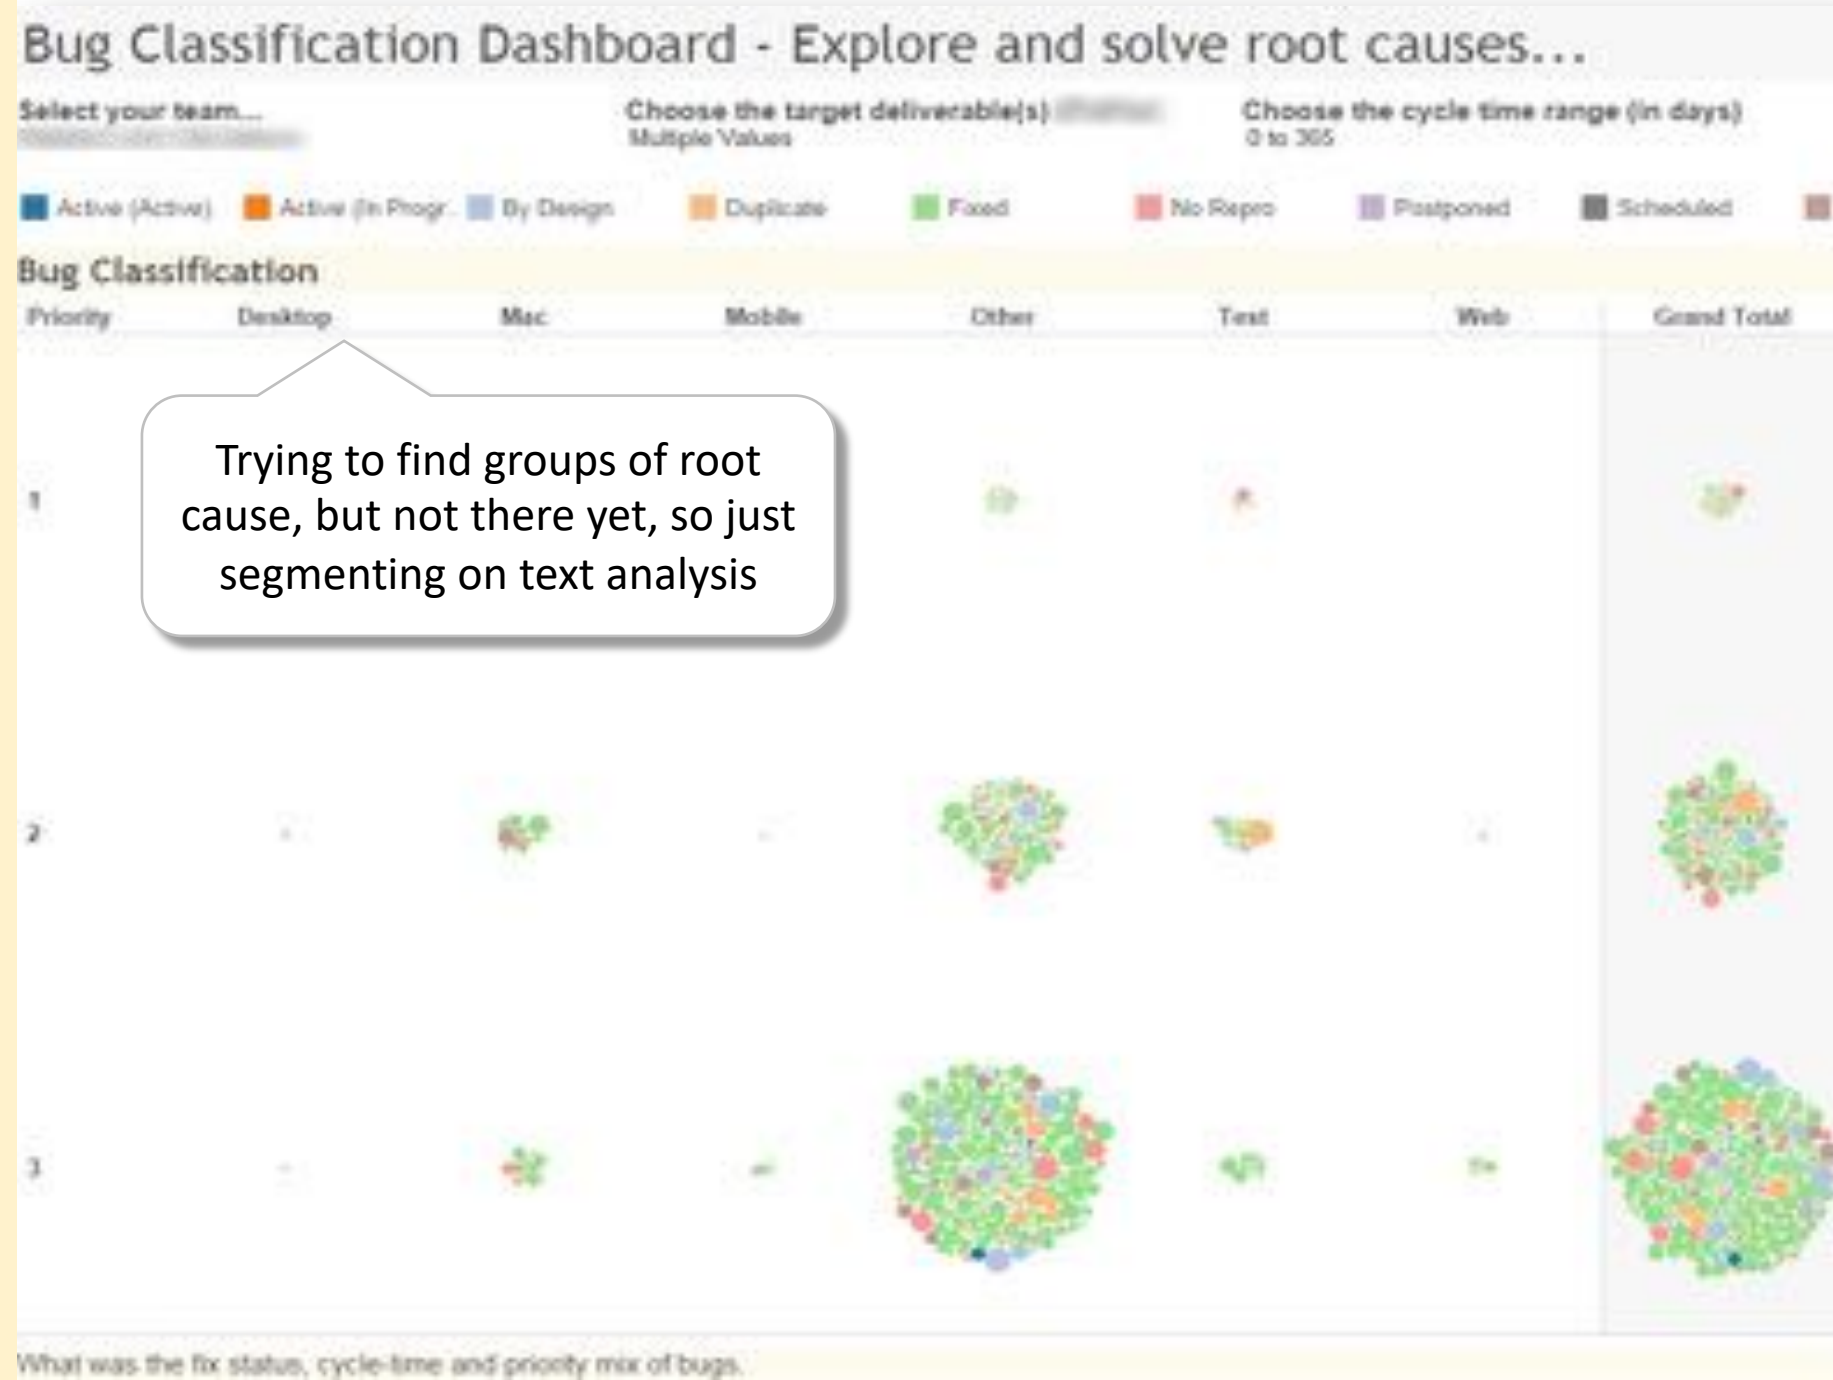 Bug Classification Dashboard - Explore and solve root causes...
Select your team... Choose the target deliverable(s) Choose the cycle time range (in days)
Multiple Values 0 to 365
Active (Active) Active (In Progr.. By Design Duplicate Fixed No Repro Postponed Scheduled
Bug Classification
Priority Desktop Mac Mobile Other Test Web Grand Total
Trying to find groups of root
cause, but not there yet, so just
segmenting on text analysis
1
2
3
What was the fix status, cycle-time and priority mix of bugs.